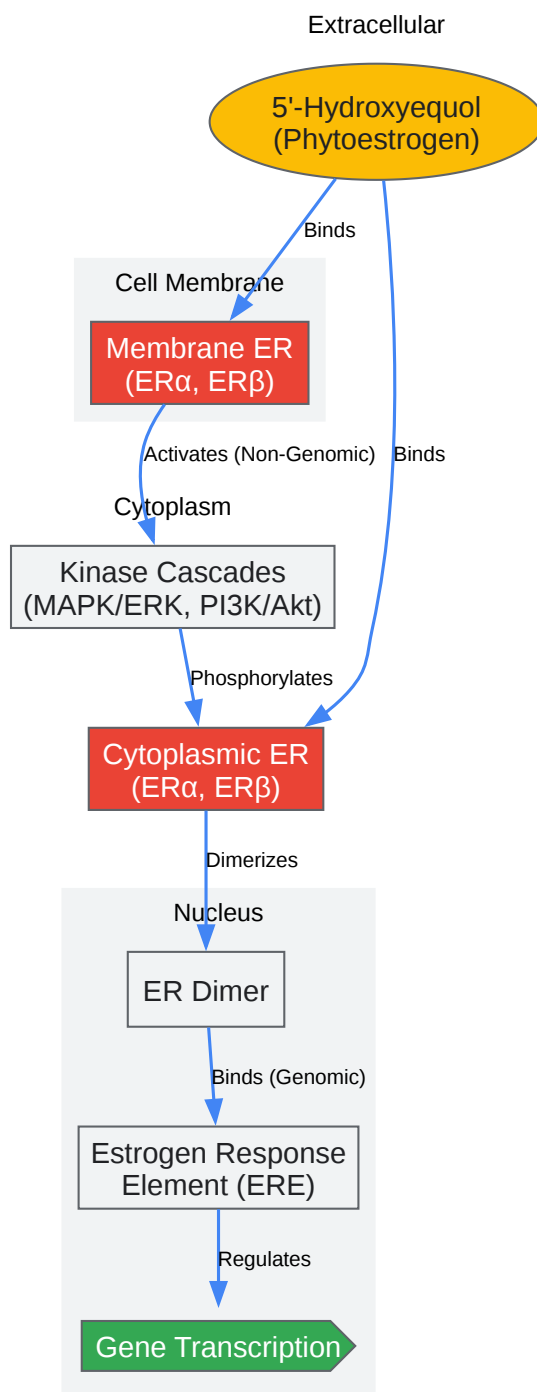 Extracellular
5'-Hydroxyequol
(Phytoestrogen)
Binds
Cell Membrane
Membrane ER
(ERα, ERβ)
Activates (Non-Genomic)
Binds
Cytoplasm
Kinase Cascades
(MAPK/ERK, PI3K/Akt)
Phosphorylates
Cytoplasmic ER
(ERα, ERβ)
Dimerizes
Nucleus
ER Dimer
Binds (Genomic)
Estrogen Response
Element (ERE)
Regulates
Gene Transcription